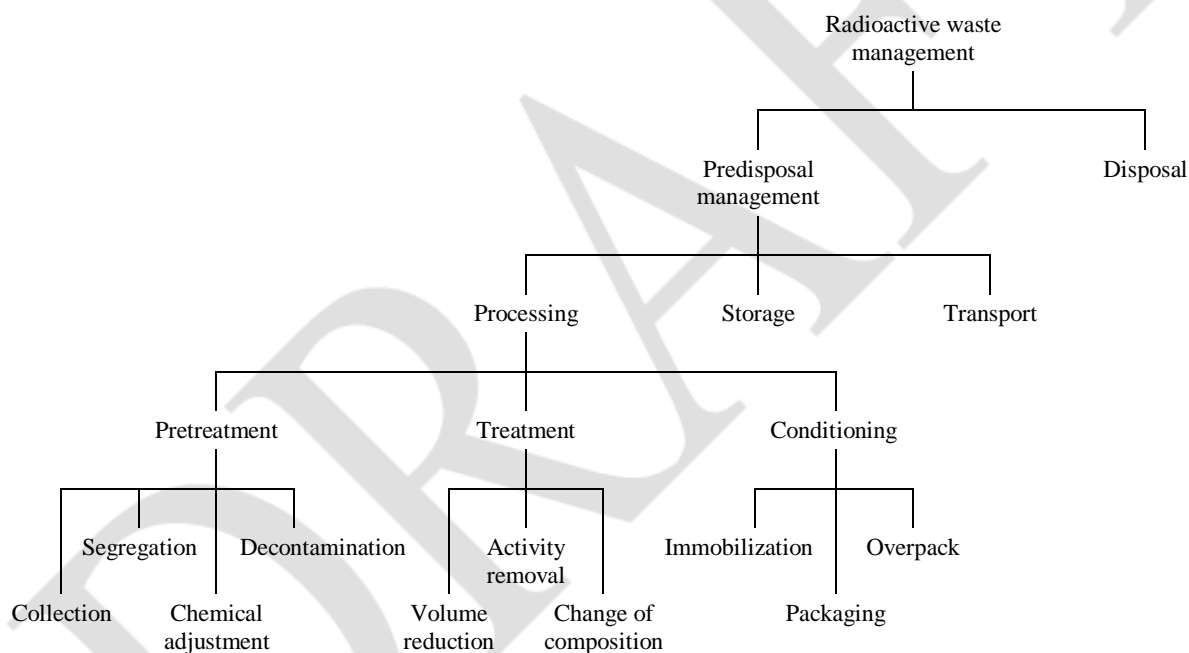 Radioactive waste
management
Predisposal
management
Disposal
Processing
Storage
Transport
Pretreatment
Treatment
Conditioning
Segregation
Decontamination
Activity
removal
Immobilization
Overpack
Collection
Chemical
adjustment
Volume
reduction
Change of
composition
Packaging
DRAFT